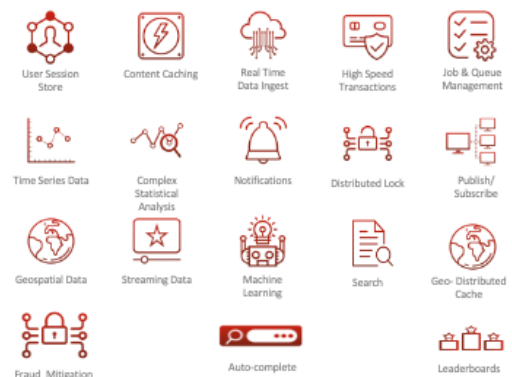 User Session
Store
Content Caching
Real Time
Data Ingest
High Speed
Transactions
Job & Queue
Management
Time Series Data
Complex
Statistical
Analysis
Notifications
Distributed Lock
Publish/
Subscribe
Geospatial Data
Streaming Data
Machine
Learning
Search
Geo- Distributed
Cache
Fraud Mitigation
Auto-complete
Leaderboards